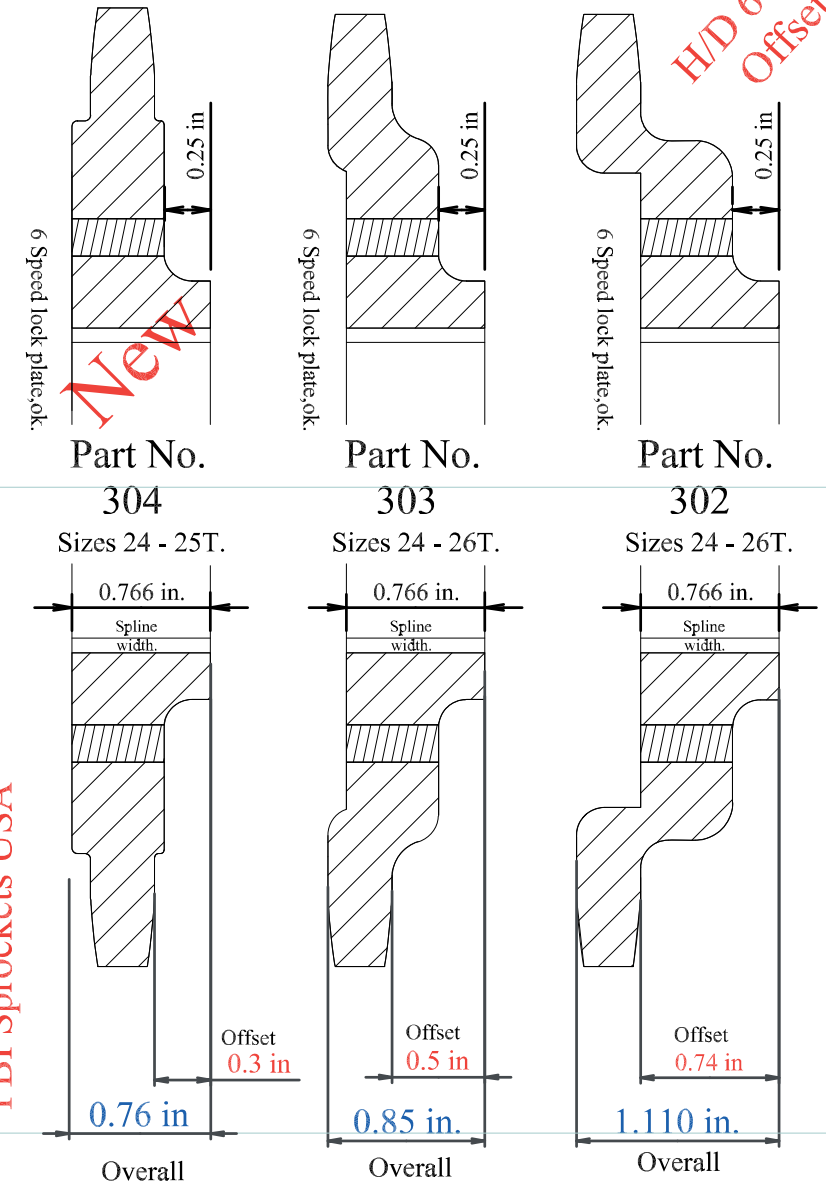 H/D 6
Offset
0.25 in
0.25 in
0.25 in
6 Speed lock plate,ok.
6 Speed lock plate,ok.
6 Speed lock plate,ok.
New
Part No.
304
Sizes 24 - 25T.
Part No.
303
Sizes 24 - 26T.
Part No.
302
Sizes 24 - 26T.
0.766 in.
Spline
width.
0.766 in.
Spline
width.
0.766 in.
Spline
width.
PBI Sprockets USA
Offset
0.3 in
0.76 in
Overall
Offset
0.5 in
0.85 in.
Overall
Offset
0.74 in
1.110 in.
Overall